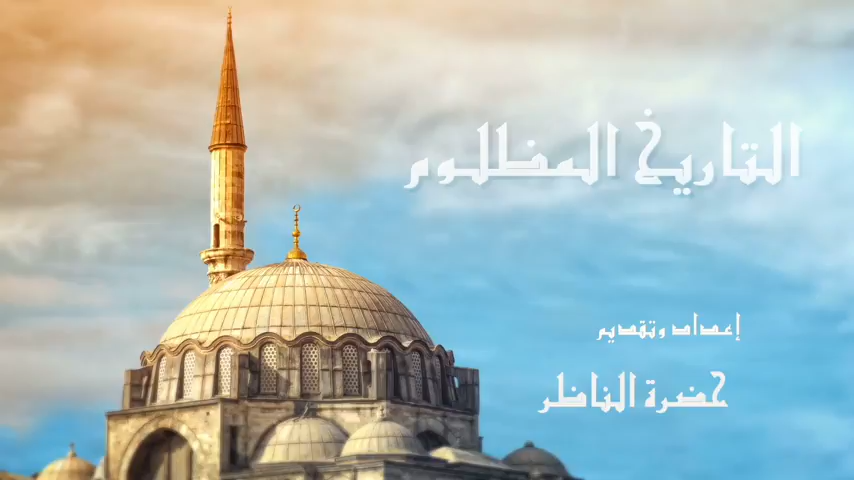 التاريخ المظلوم
إعداد وتقديم
حضرة الناظر